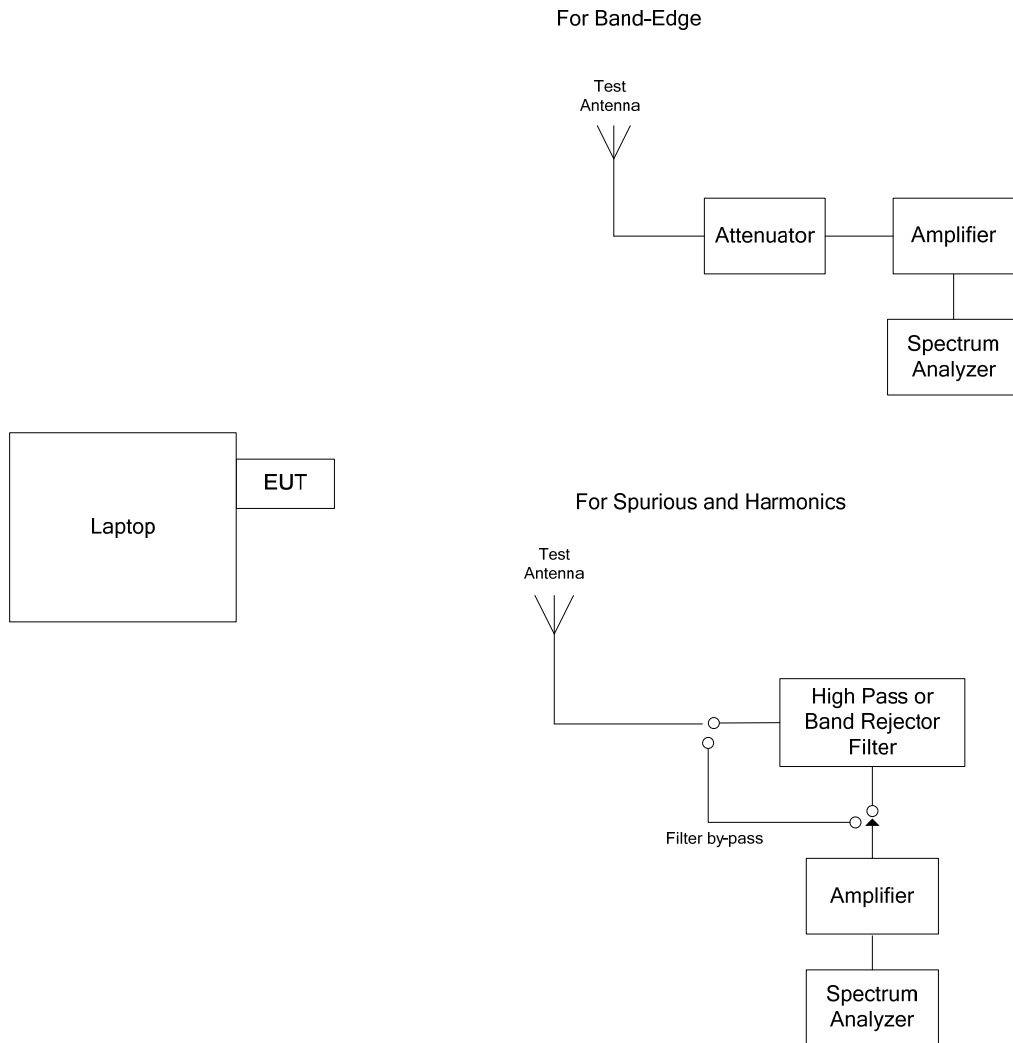 For Band-Edge
Test
Antenna
Attenuator
Amplifier
Spectrum
Analyzer
Laptop
EUT
For Spurious and Harmonics
Test
Antenna
High Pass or
Band Rejector
Filter
Filter by-pass
Amplifier
Spectrum
Analyzer